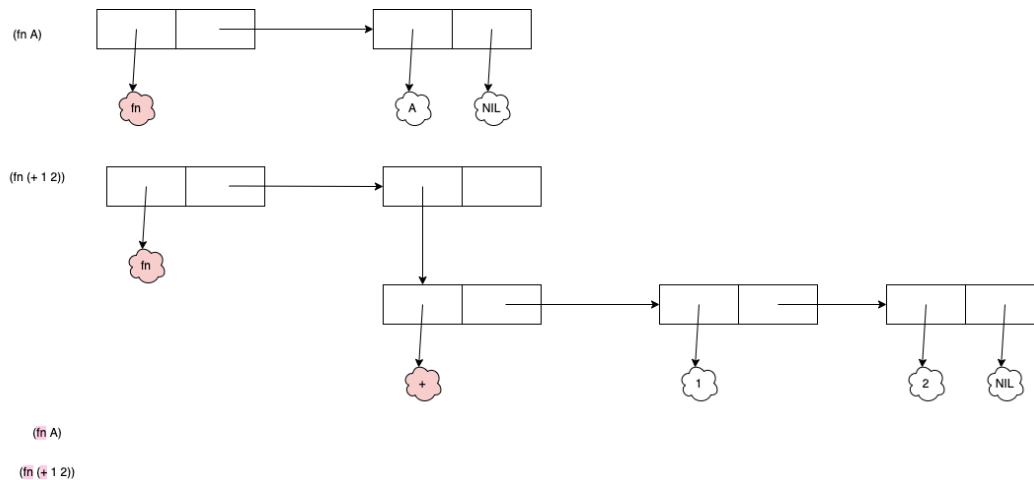 (fn A)
fn
A
NIL
(fn (+ 1 2))
fn
+
1
2
NIL
(fn A)
(fn (+ 1 2))